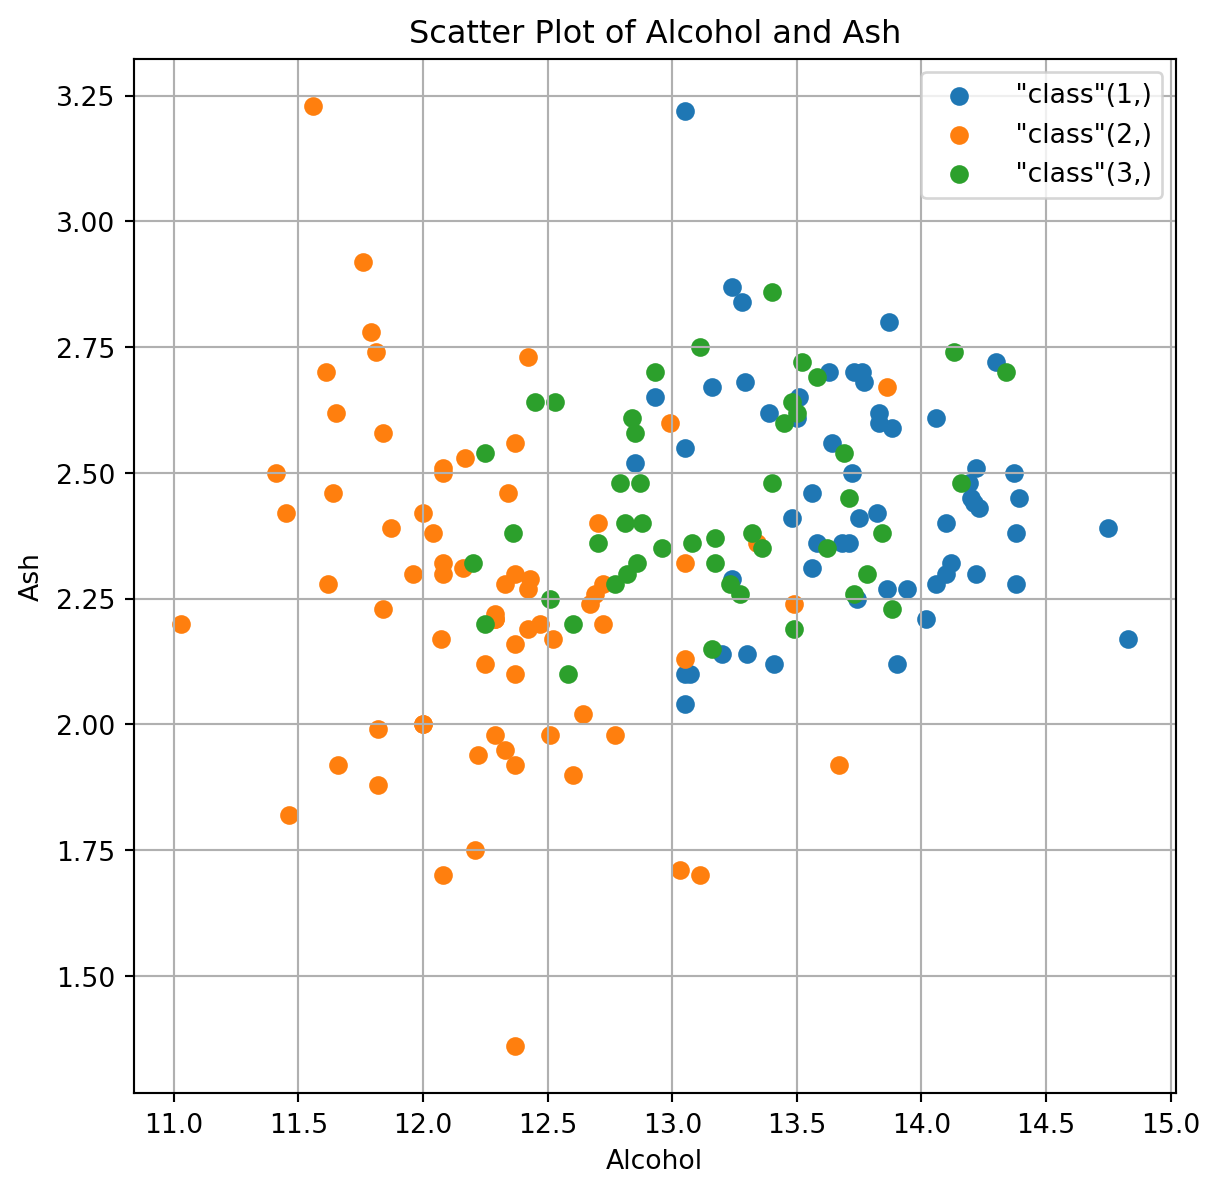 Scatter Plot of Alcohol and Ash
"class"(1,)
"class"(2,)
"class"(3,)
Ash
3.25
3.00
2.75
2.50
2.25
2.00
1.75
1.50
11.0 11.5 12.0 12.5 13.0 13.5 14.0 14.5 15.0
Alcohol